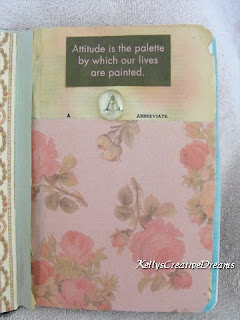 Attitude is the palette
by which our lives
are painted.
A
A ABBREVIATE
KellysCreativeDreams